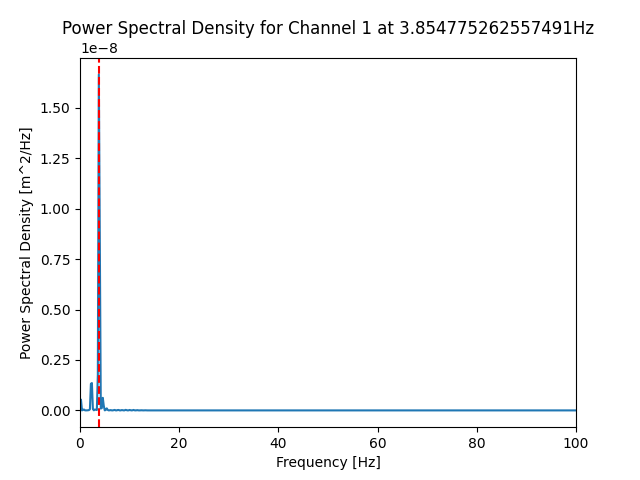 Power Spectral Density for Channel 1 at 3.854775262557491Hz
1e−8
1.50
1.25
1.00
0.75
0.50
0.25
0.00
Power Spectral Density [m^2/Hz]
0 20 40 60 80 100
Frequency [Hz]